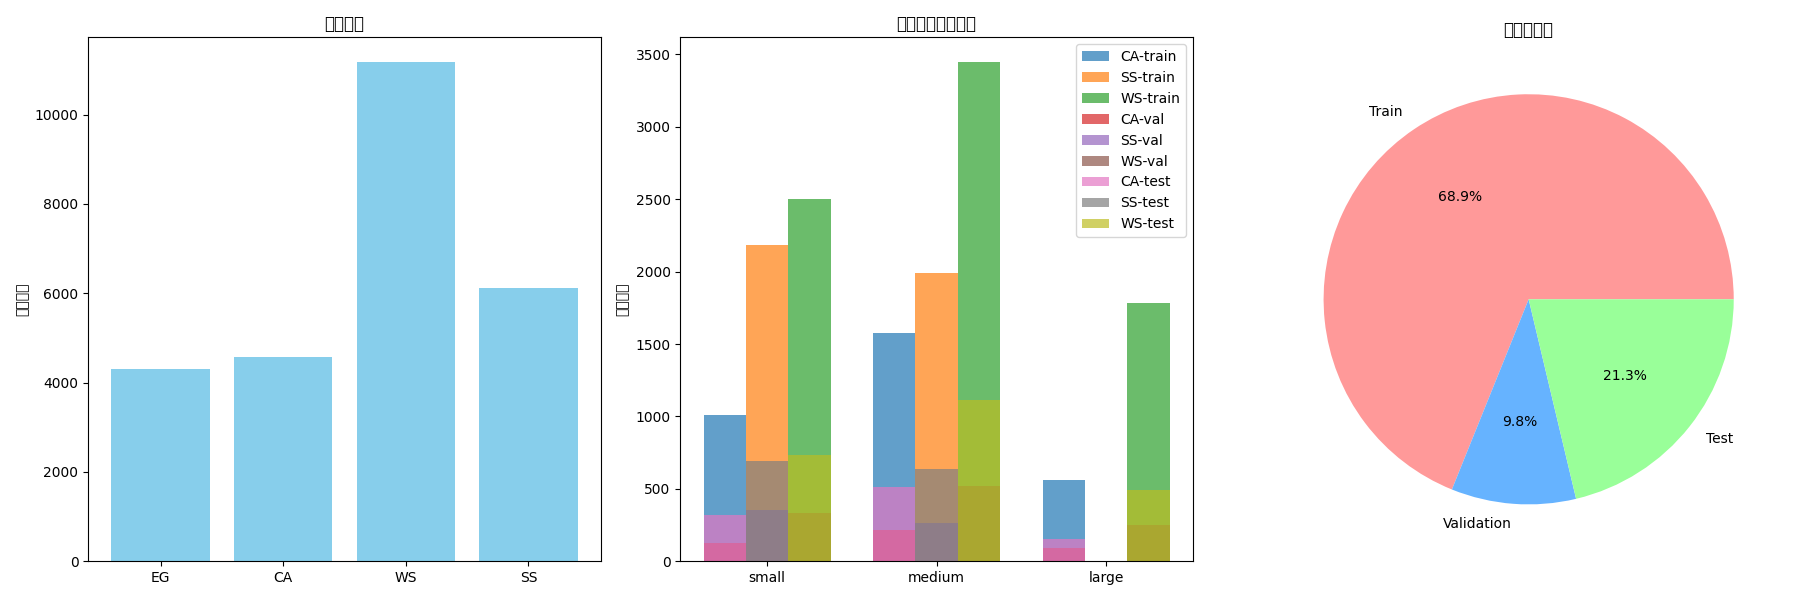 10000
8000
6000
4000
2000
0
EG CA WS SS
3500
3000
2500
2000
1500
1000
500
0
small medium large
CA-train
SS-train
WS-train
CA-val
SS-val
WS-val
CA-test
SS-test
WS-test
Train
68.9%
9.8%
Validation
21.3%
Test